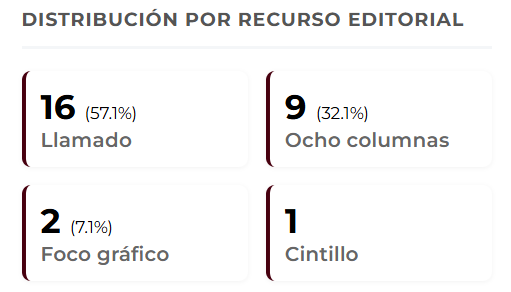 DISTRIBUCIÓN POR RECURSO EDITORIAL
16 (57.1%)
Llamado
9 (32.1%)
Ocho columnas
2 (7.1%)
Foco gráfico
1
Cintillo